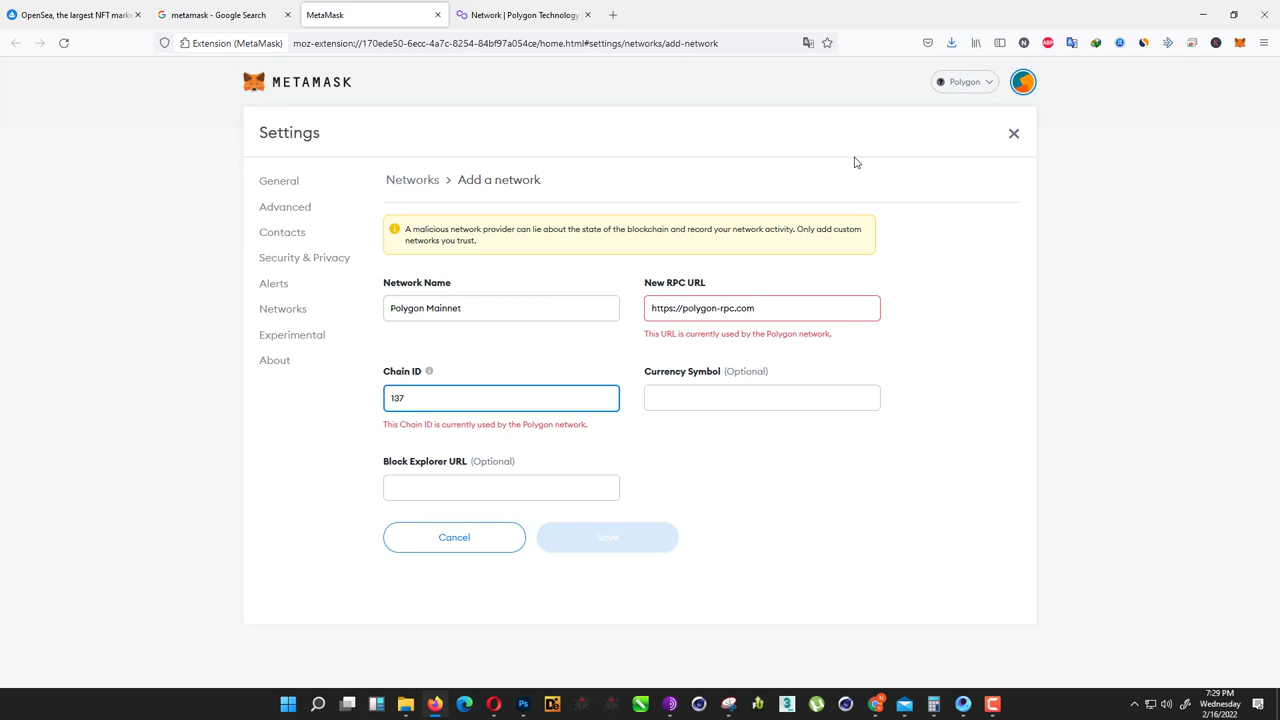 OpenSea, the largest NFT mark
metamask - Google Search
MetaMask
Network | Polygon Technology
Extension (MetaMask)
moz-extension://170ede50-6ecc-4a7c-8254-84bf97a054ca/home.html#settings/networks/add-network
METAMASK
Polygon
Settings
General
Advanced
Contacts
Security & Privacy
Alerts
Networks
Experimental
About
Networks > Add a network
A malicious network provider can lie about the state of the blockchain and record your network activity. Only add custom
networks you trust.
Network Name
Polygon Mainnet
New RPC URL
https://polygon-rpc.com
This URL is currently used by the Polygon network.
Chain ID
137
This Chain ID is currently used by the Polygon network.
Currency Symbol (Optional)
Block Explorer URL (Optional)
Cancel
Save
7:29 PM
Wednesday
2/16/2022